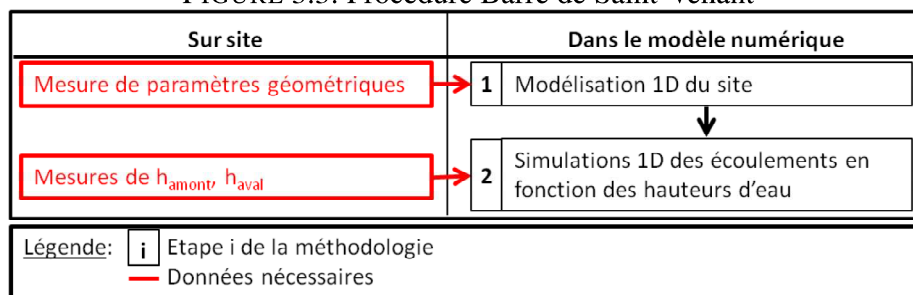 FIGURE 3.3: Procédure Barré de Saint-Venant
Sur site
Dans le modèle numérique
Mesure de paramètres géométriques
1 Modélisation 1D du site
Mesures de hamont, haval
2 Simulations 1D des écoulements en
fonction des hauteurs d'eau
Légende: i Etape i de la méthodologie
Données nécessaires